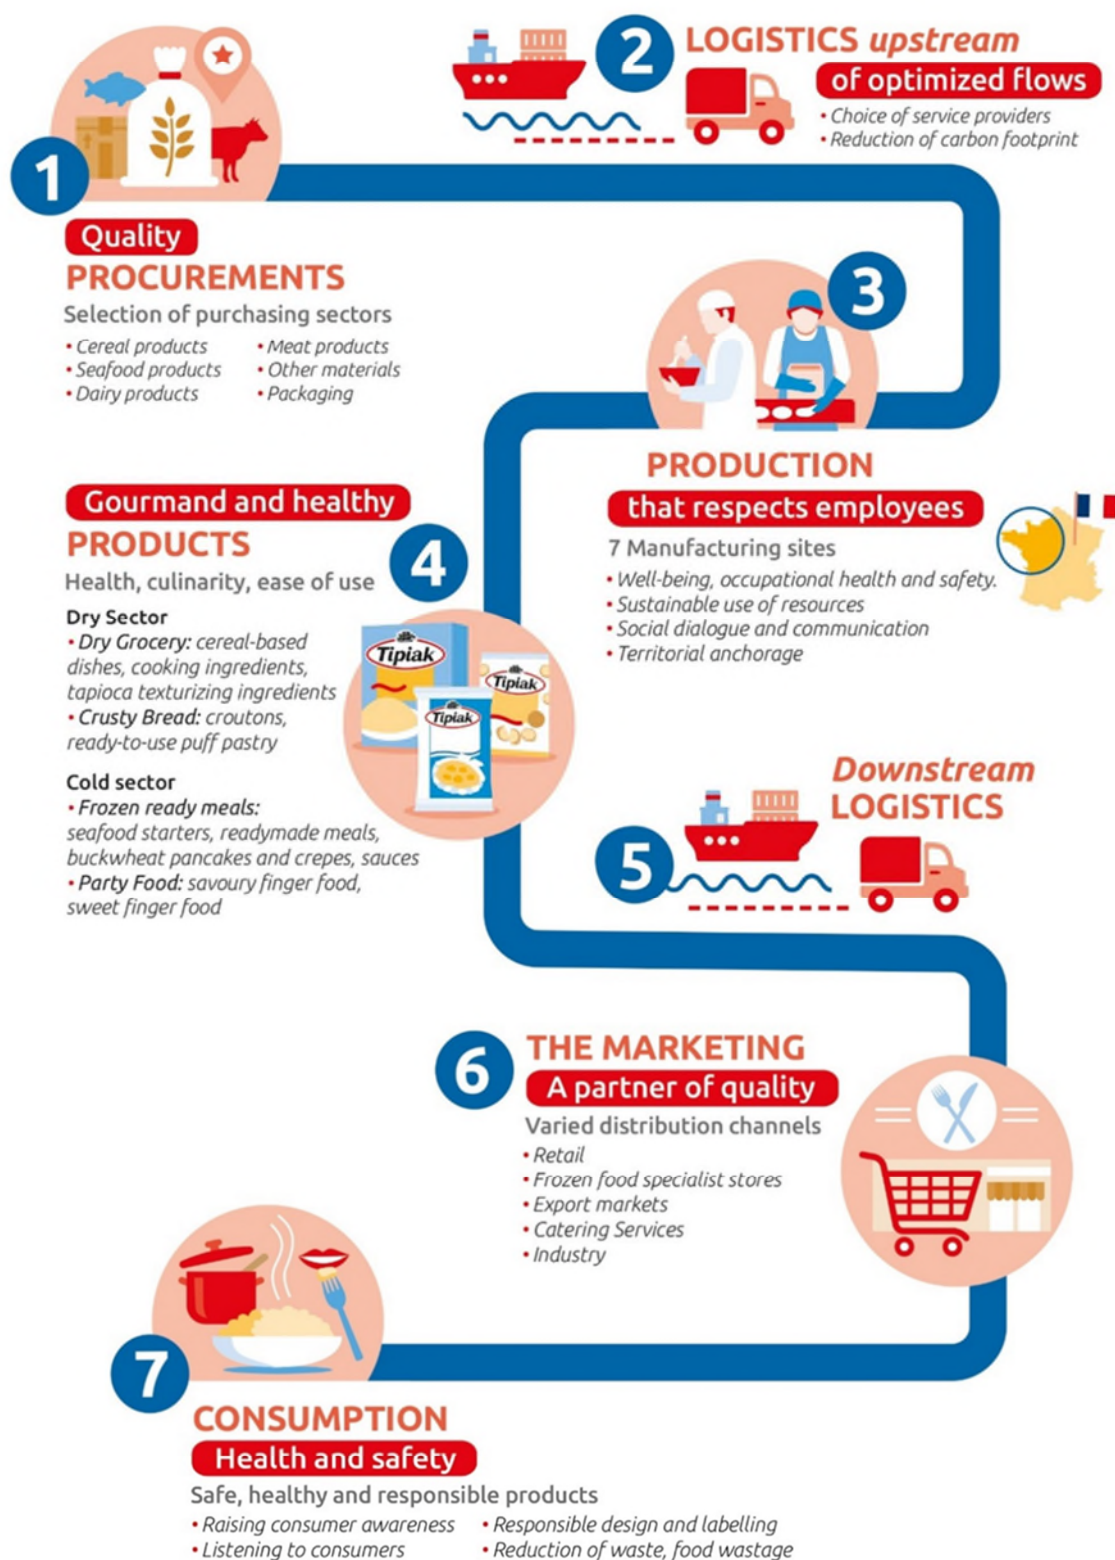 1
Quality
PROCUREMENTS
Selection of purchasing sectors
• Cereal products
• Seafood products
• Dairy products
• Meat products
• Other materials
• Packaging
2
LOGISTICS upstream
of optimized flows
• Choice of service providers
• Reduction of carbon footprint
3
PRODUCTION
that respects employees
7 Manufacturing sites
• Well-being, occupational health and safety.
• Sustainable use of resources
• Social dialogue and communication
• Territorial anchorage
Gourmand and healthy
PRODUCTS
4
Health, culinarity, ease of use
Dry Sector
• Dry Grocery: cereal-based
dishes, cooking ingredients,
tapioca texturizing ingredients
• Crusty Bread: croutons,
ready-to-use puff pastry
Cold sector
• Frozen ready meals:
seafood starters, readymade meals,
buckwheat pancakes and crepes, sauces
• Party Food: savoury finger food,
sweet finger food
Tipiak
Tipiak
Tipiak
5
Downstream
LOGISTICS
6
THE MARKETING
A partner of quality
Varied distribution channels
• Retail
• Frozen food specialist stores
• Export markets
• Catering Services
• Industry
7
CONSUMPTION
Health and safety
Safe, healthy and responsible products
• Raising consumer awareness
• Listening to consumers
• Responsible design and labelling
• Reduction of waste, food wastage